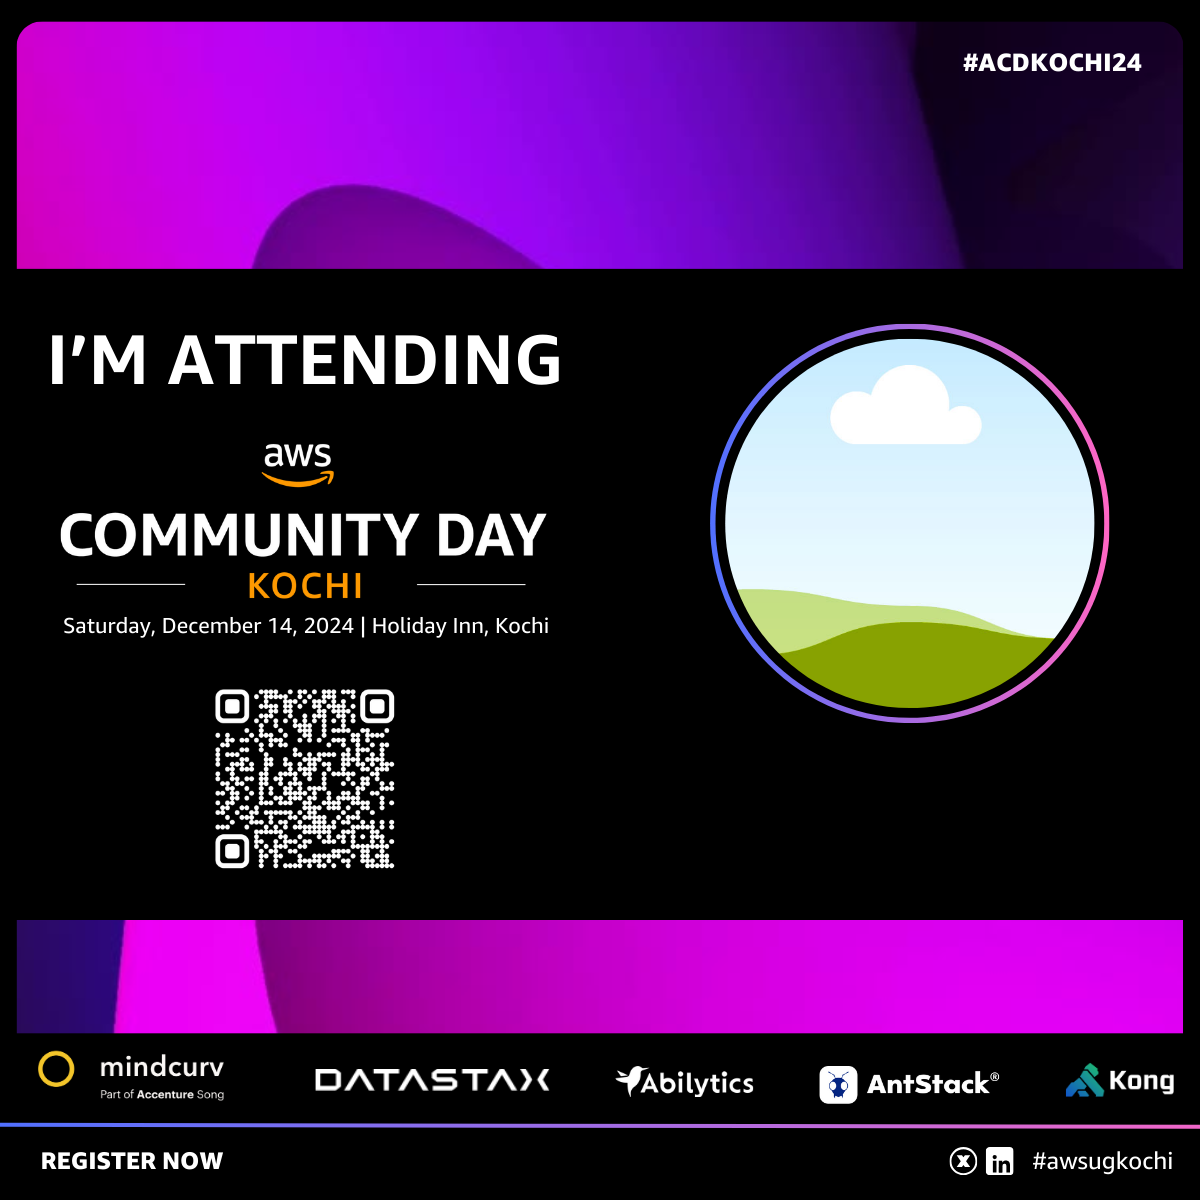 #ACDKOCHI24
I’M ATTENDING
aws
COMMUNITY DAY
KOCHI
Saturday, December 14, 2024 | Holiday Inn, Kochi
mindcurv
Part of Accenture Song
DATASTAX
Abilytics
AntStack®
Kong
REGISTER NOW
X in #awsugkochi